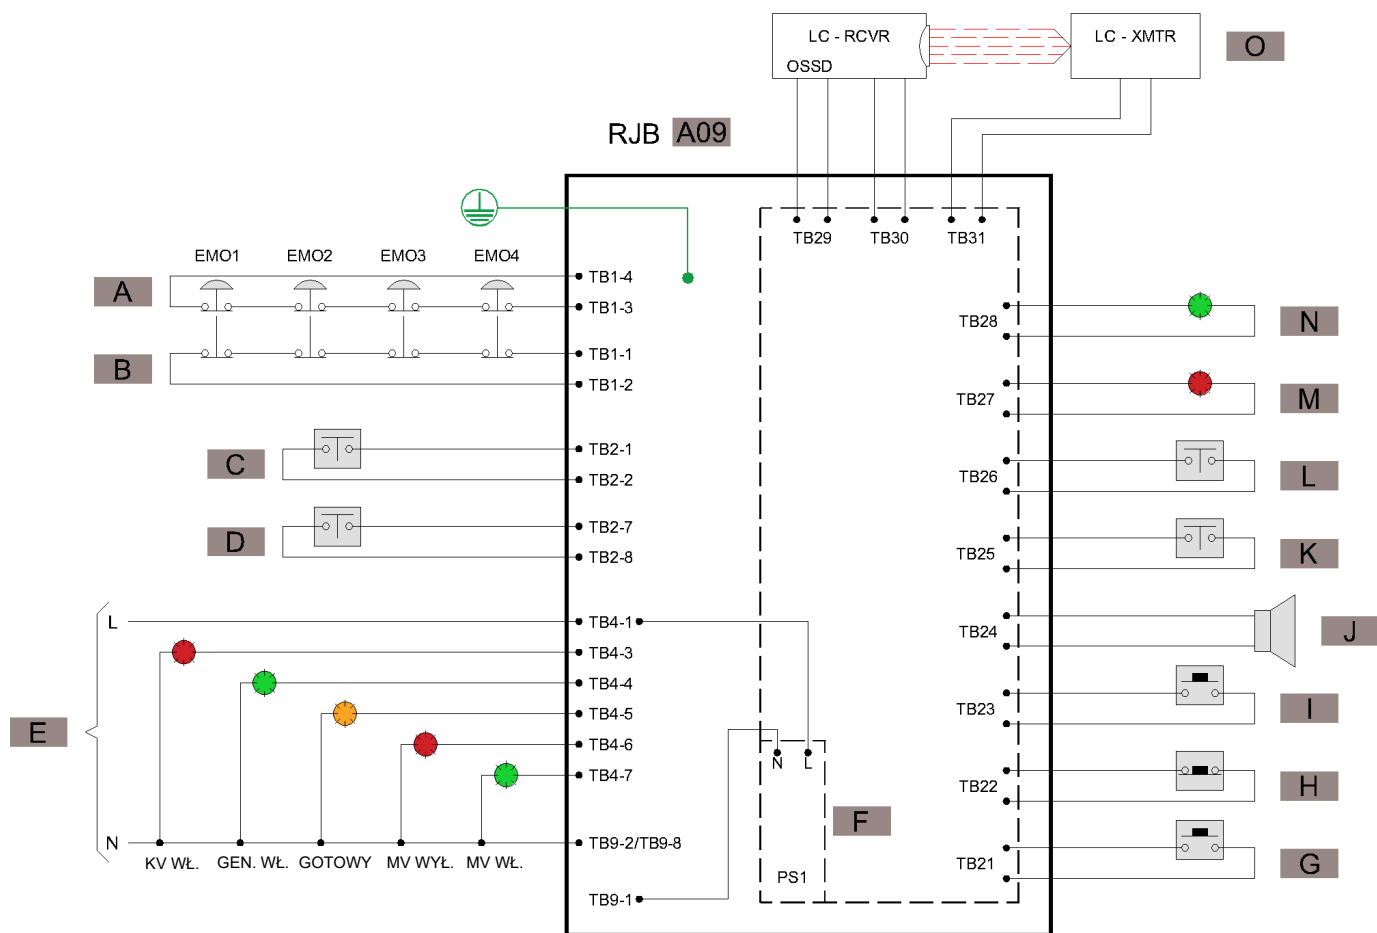 LC - RCVR
LC - XMTR
O
OSSD
RJB A09
TB29
TB30
TB31
EMO1
EMO2
EMO3
EMO4
A
TB1-4
TB1-3
B
TB1-1
TB1-2
C
TB2-1
TB2-2
D
TB2-7
TB2-8
E
L
TB4-1
TB4-3
TB4-4
TB4-5
TB4-6
TB4-7
N
TB9-2/TB9-8
KV WŁ.
GEN. WŁ.
GOTOWY
MV WYŁ.
MV WŁ.
TB9-1
N
L
F
PS1
TB28
N
TB27
M
TB26
L
TB25
K
TB24
J
TB23
I
TB22
H
TB21
G